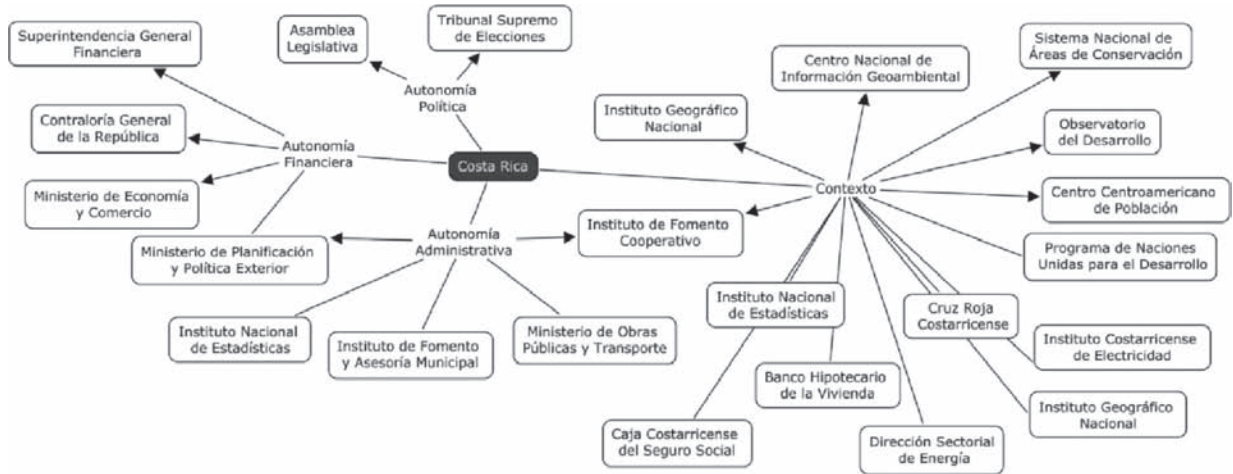 Superintendencia General
Financiera
Asamblea
Legislativa
Tribunal Supremo
de Elecciones
Centro Nacional de
Información Geoambiental
Sistema Nacional de
Áreas de Conservación
Contraloría General
de la República
Autonomía
Política
Instituto Geográfico
Nacional
Observatorio
del Desarrollo
Autonomía
Financiera
Costa Rica
Contexto
Ministerio de Economía
y Comercio
Centro Centroamericano
de Población
Ministerio de Planificación
y Política Exterior
Autonomía
Administrativa
Instituto de Fomento
Cooperativo
Programa de Naciones
Unidas para el Desarrollo
Instituto Nacional
de Estadísticas
Instituto de Fomento
y Asesoría Municipal
Ministerio de Obras
Públicas y Transporte
Instituto Nacional
de Estadísticas
Cruz Roja
Costarricense
Instituto Costarricense
de Electricidad
Banco Hipotecario
de la Vivienda
Instituto Geográfico
Nacional
Caja Costarricense
del Seguro Social
Dirección Sectorial
de Energía